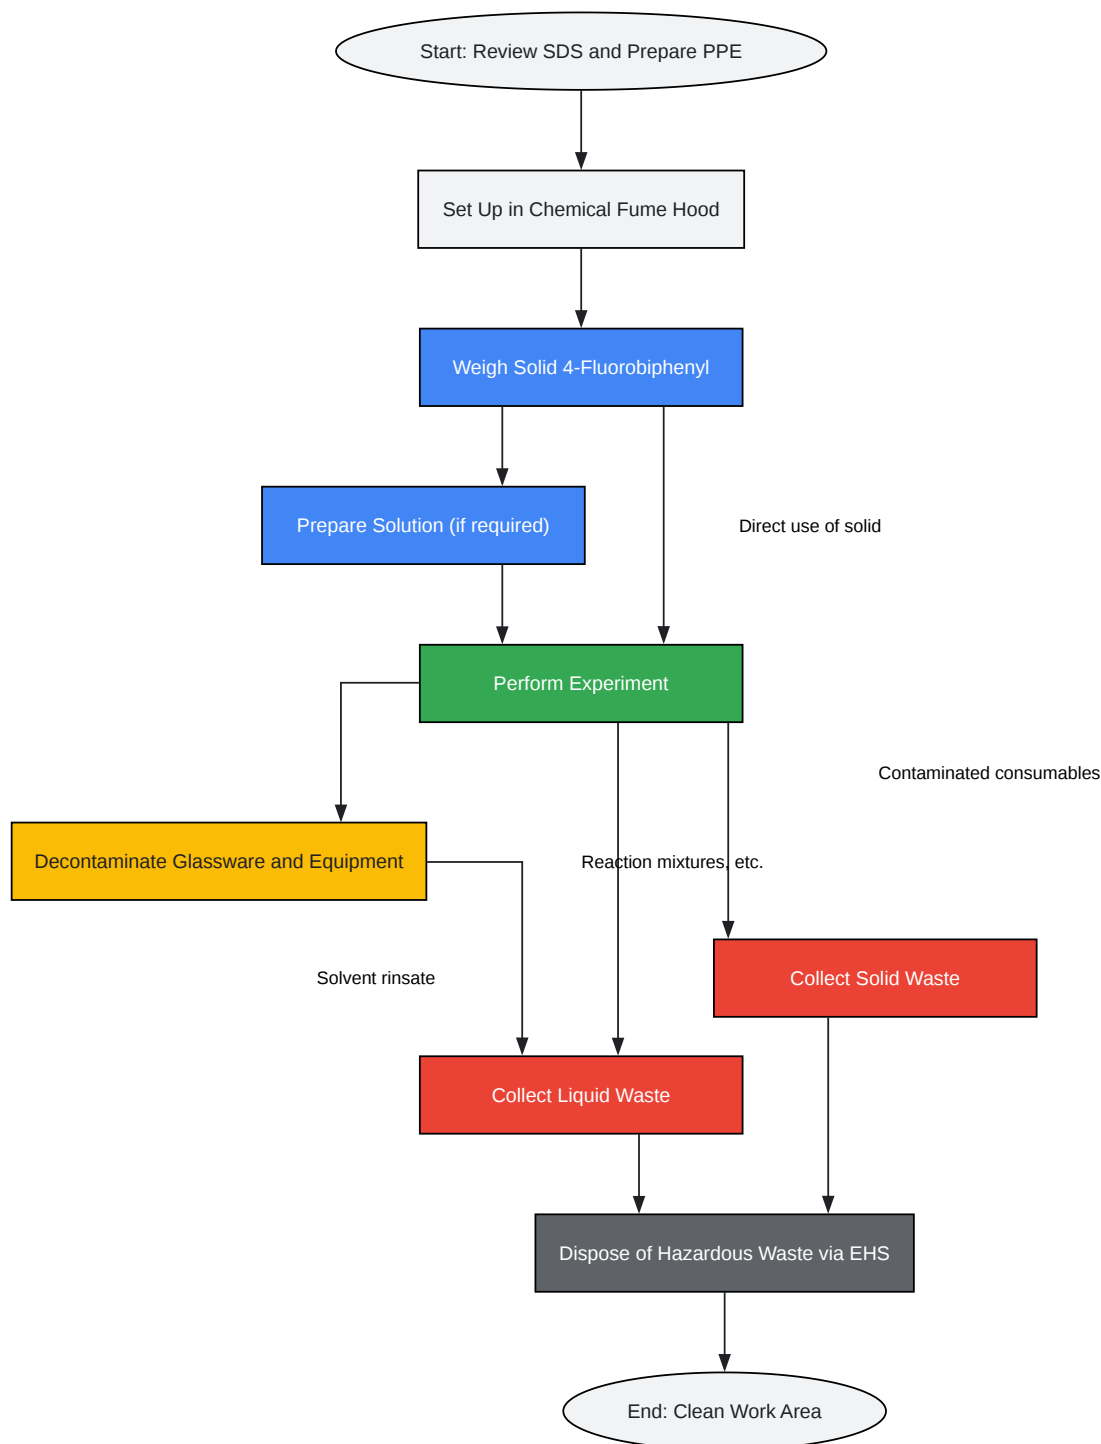 Start: Review SDS and Prepare PPE
Set Up in Chemical Fume Hood
Weigh Solid 4-Fluorobiphenyl
Prepare Solution (if required)
Direct use of solid
Perform Experiment
Contaminated consumables
Decontaminate Glassware and Equipment
Reaction mixtures, etc.
Solvent rinsate
Collect Solid Waste
Collect Liquid Waste
Dispose of Hazardous Waste via EHS
End: Clean Work Area